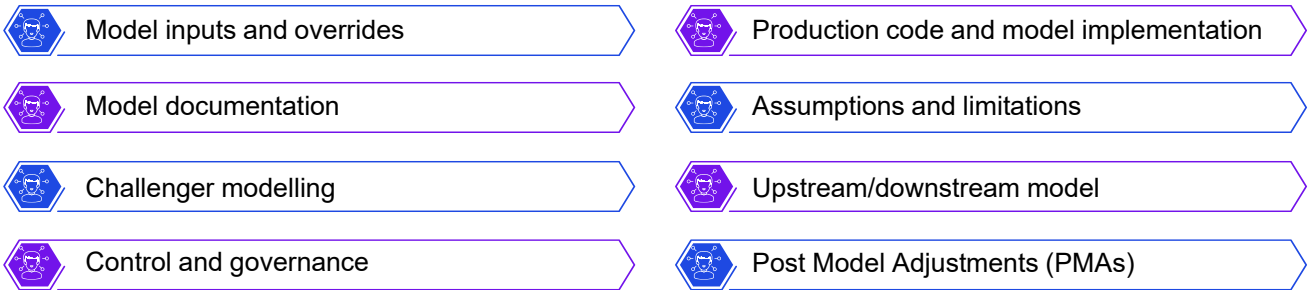 Model inputs and overrides
Model documentation
Challenger modelling
Control and governance
Production code and model implementation
Assumptions and limitations
Upstream/downstream model
Post Model Adjustments (PMAs)